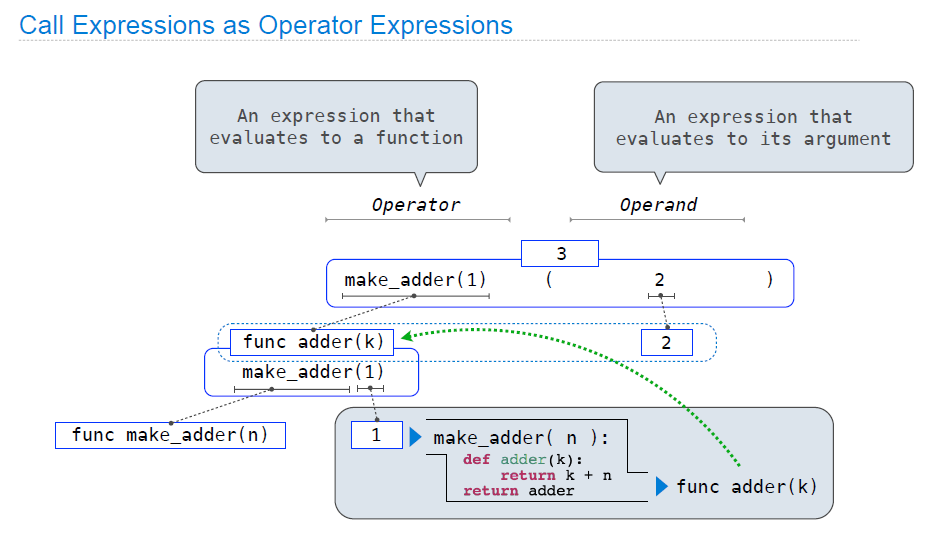 Call Expressions as Operator Expressions
An expression that
evaluates to a function
An expression that
evaluates to its argument
Operator
Operand
3
make_adder(1) ( 2 )
func adder(k)
2
make_adder(1)
func make_adder(n)
1
make_adder( n ):
def adder(k):
return k + n
return adder
func adder(k)